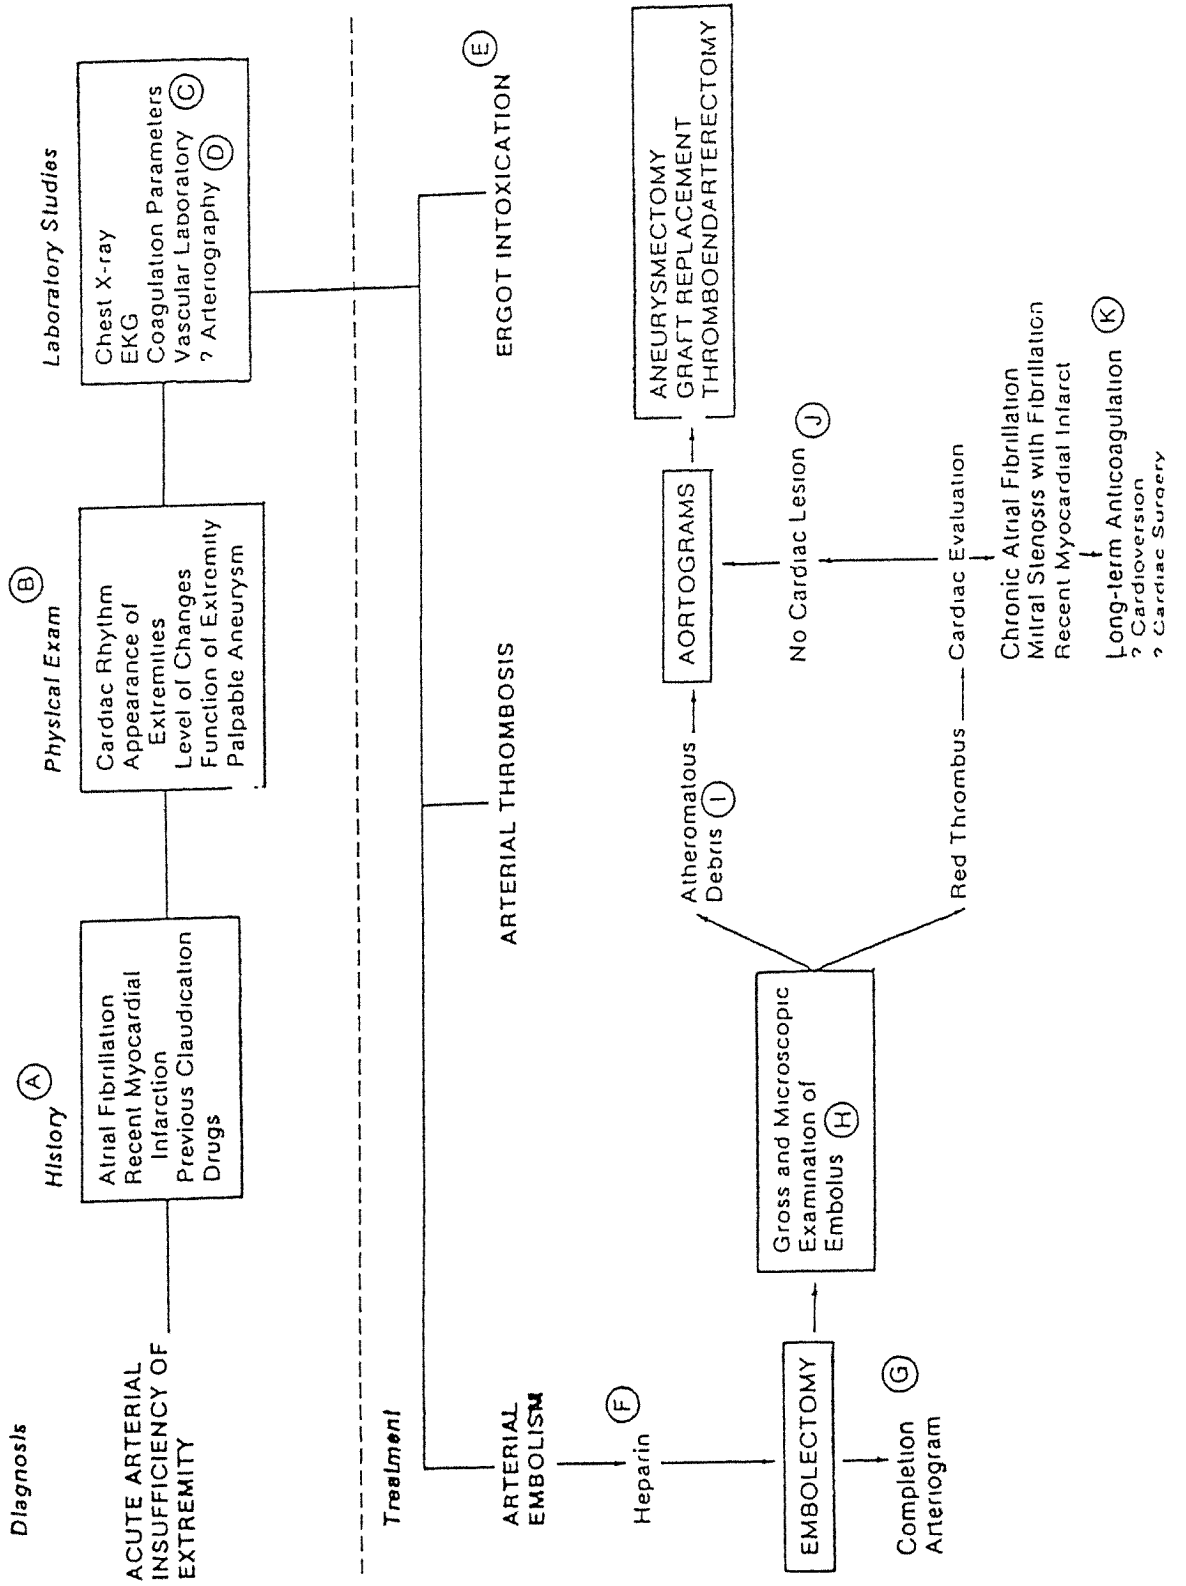 Diagnosis
ACUTE ARTERIAL
INSUFFICIENCY OF
EXTREMITY
History A
Atrial Fibrillation
Recent Myocardial
Infarction
Previous Claudication
Drugs
Physical Exam B
Cardiac Rhythm
Appearance of
Extremities
Level of Changes
Function of Extremity
Palpable Aneurysm
Laboratory Studies
Chest X-ray
EKG
Coagulation Parameters
Vascular Laboratory C
? Arteriography D
Treatment
ARTERIAL
EMBOLISM
ARTERIAL THROMBOSIS
ERGOT INTOXICATION E
Heparin F
EMBOLECTOMY
Completion G
Arteriogram
Gross and Microscopic
Examination of
Embolus H
Atheromatous
Debris I
AORTOGRAMS
ANEURYSMECTOMY
GRAFT REPLACEMENT
THROMBOENDARTERECTOMY
No Cardiac Lesion J
Red Thrombus Cardiac Evaluation
Chronic Atrial Fibrillation
Mitral Stenosis with Fibrillation
Recent Myocardial Infarct
Long-term Anticoagulation K
? Cardioversion
? Cardiac Surgery